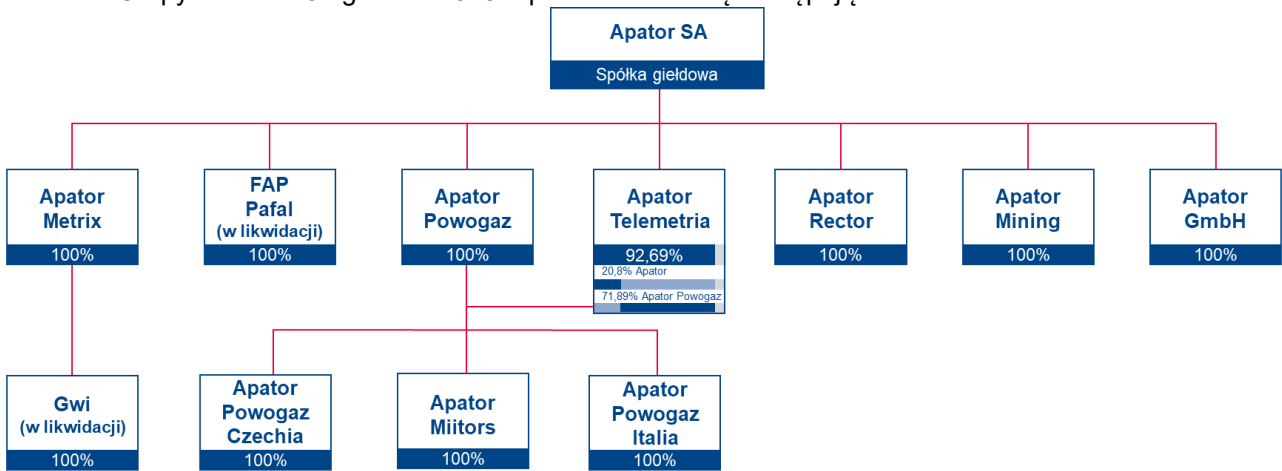 Apator SA
Spółka giełdowa
Apator
Metrix
100%
FAP
Pafal
(w likwidacji)
100%
Apator
Powogaz
100%
Apator
Telemetria
92,69%
20,8% Apator
71,89% Apator Powogaz
Apator
Rector
100%
Apator
Mining
100%
Apator
GmbH
100%
Gwi
(w likwidacji)
100%
Apator
Powogaz
Czechia
100%
Apator
Miitors
100%
Apator
Powogaz
Italia
100%